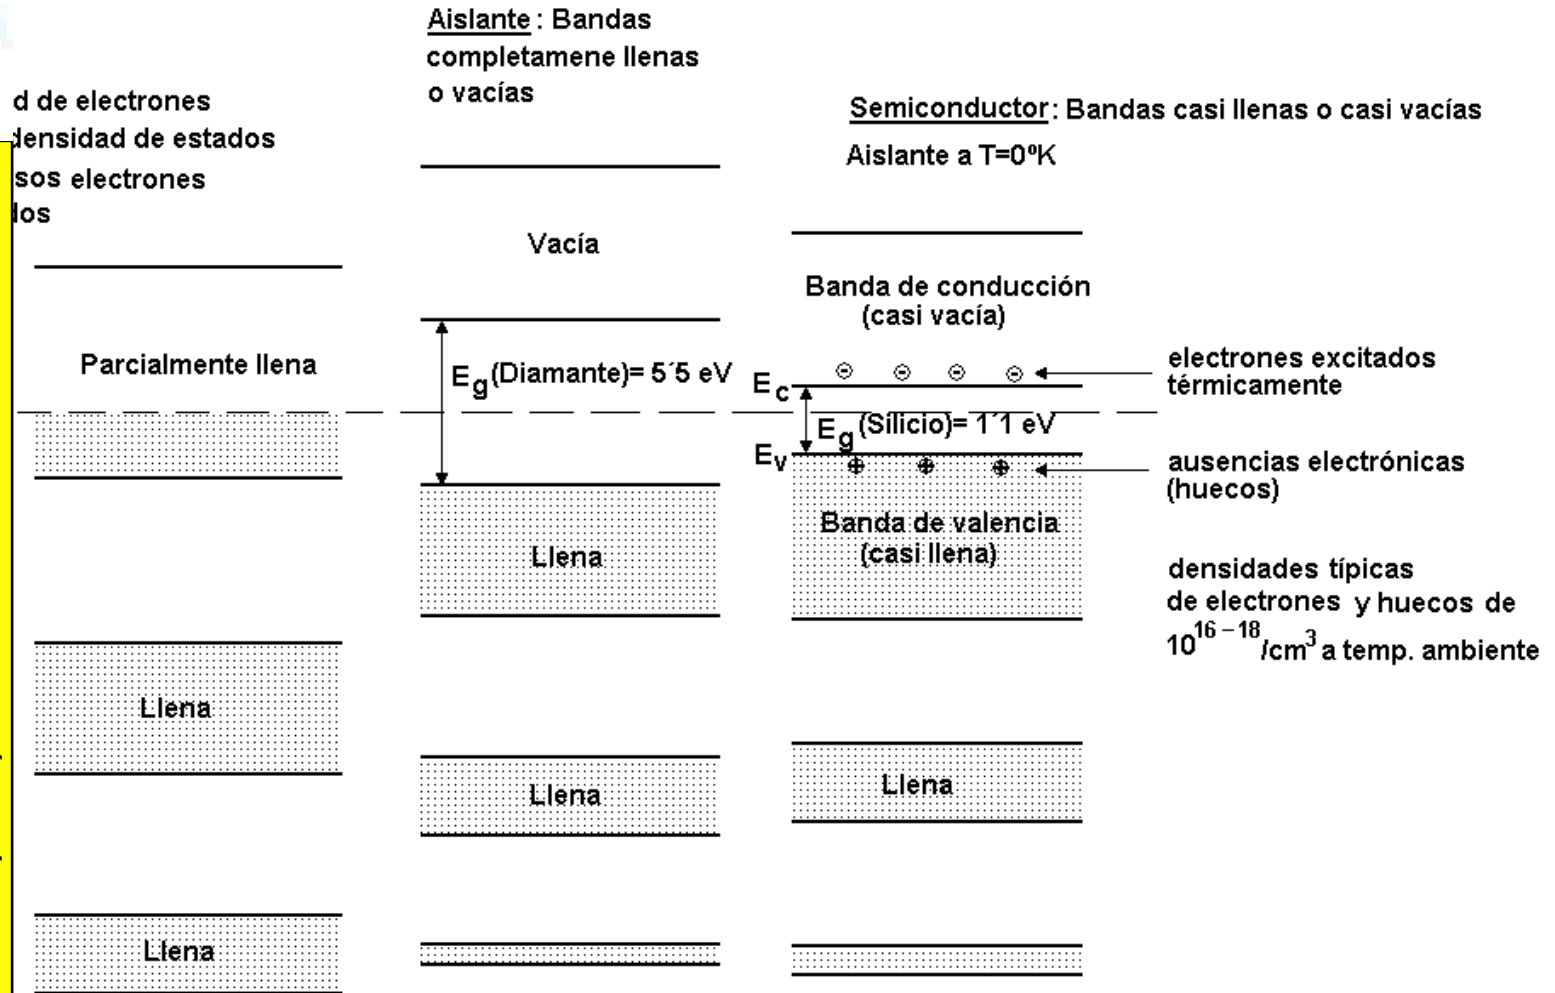 d de electrones
densidad de estados
sos electrones
dos
Parcialmente llena
Llena
Llena
Aislante: Bandas
completamene llenas
o vacías
Vacía
Eg(Diamante)= 5´5 eV
Llena
Llena
Semiconductor: Bandas casi llenas o casi vacías
Aislante a T=0ºK
Banda de conducción
(casi vacía)
Ec
Eg(Sílicio)= 1´1 eV
Ev
Banda de valencia
(casi llena)
Llena
electrones excitados
térmicamente
ausencias electrónicas
(huecos)
densidades típicas
de electrones y huecos de
10^16-18/cm^3 a temp. ambiente